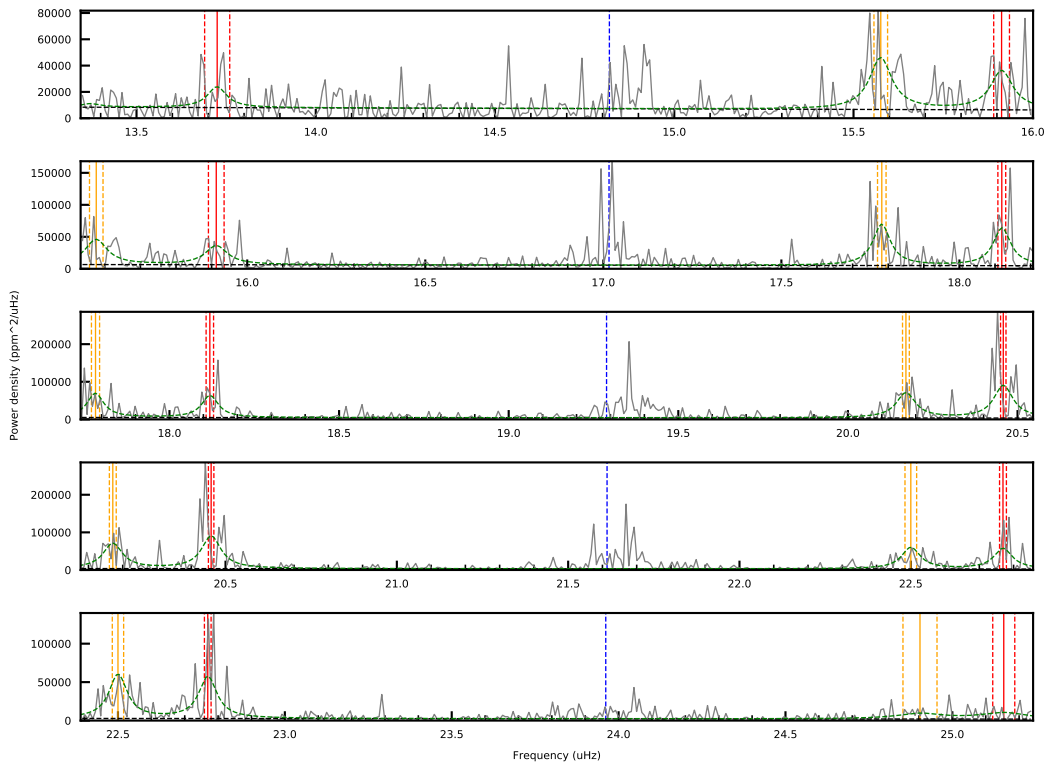 80000
60000
40000
20000
0
13.5 14.0 14.5 15.0 15.5 16.0
150000
100000
50000
0
16.0 16.5 17.0 17.5 18.0
Power density (ppm^2/uHz)
200000
100000
0
18.0 18.5 19.0 19.5 20.0 20.5
200000
100000
0
20.5 21.0 21.5 22.0 22.5
100000
50000
0
22.5 23.0 23.5 24.0 24.5 25.0
Frequency (uHz)